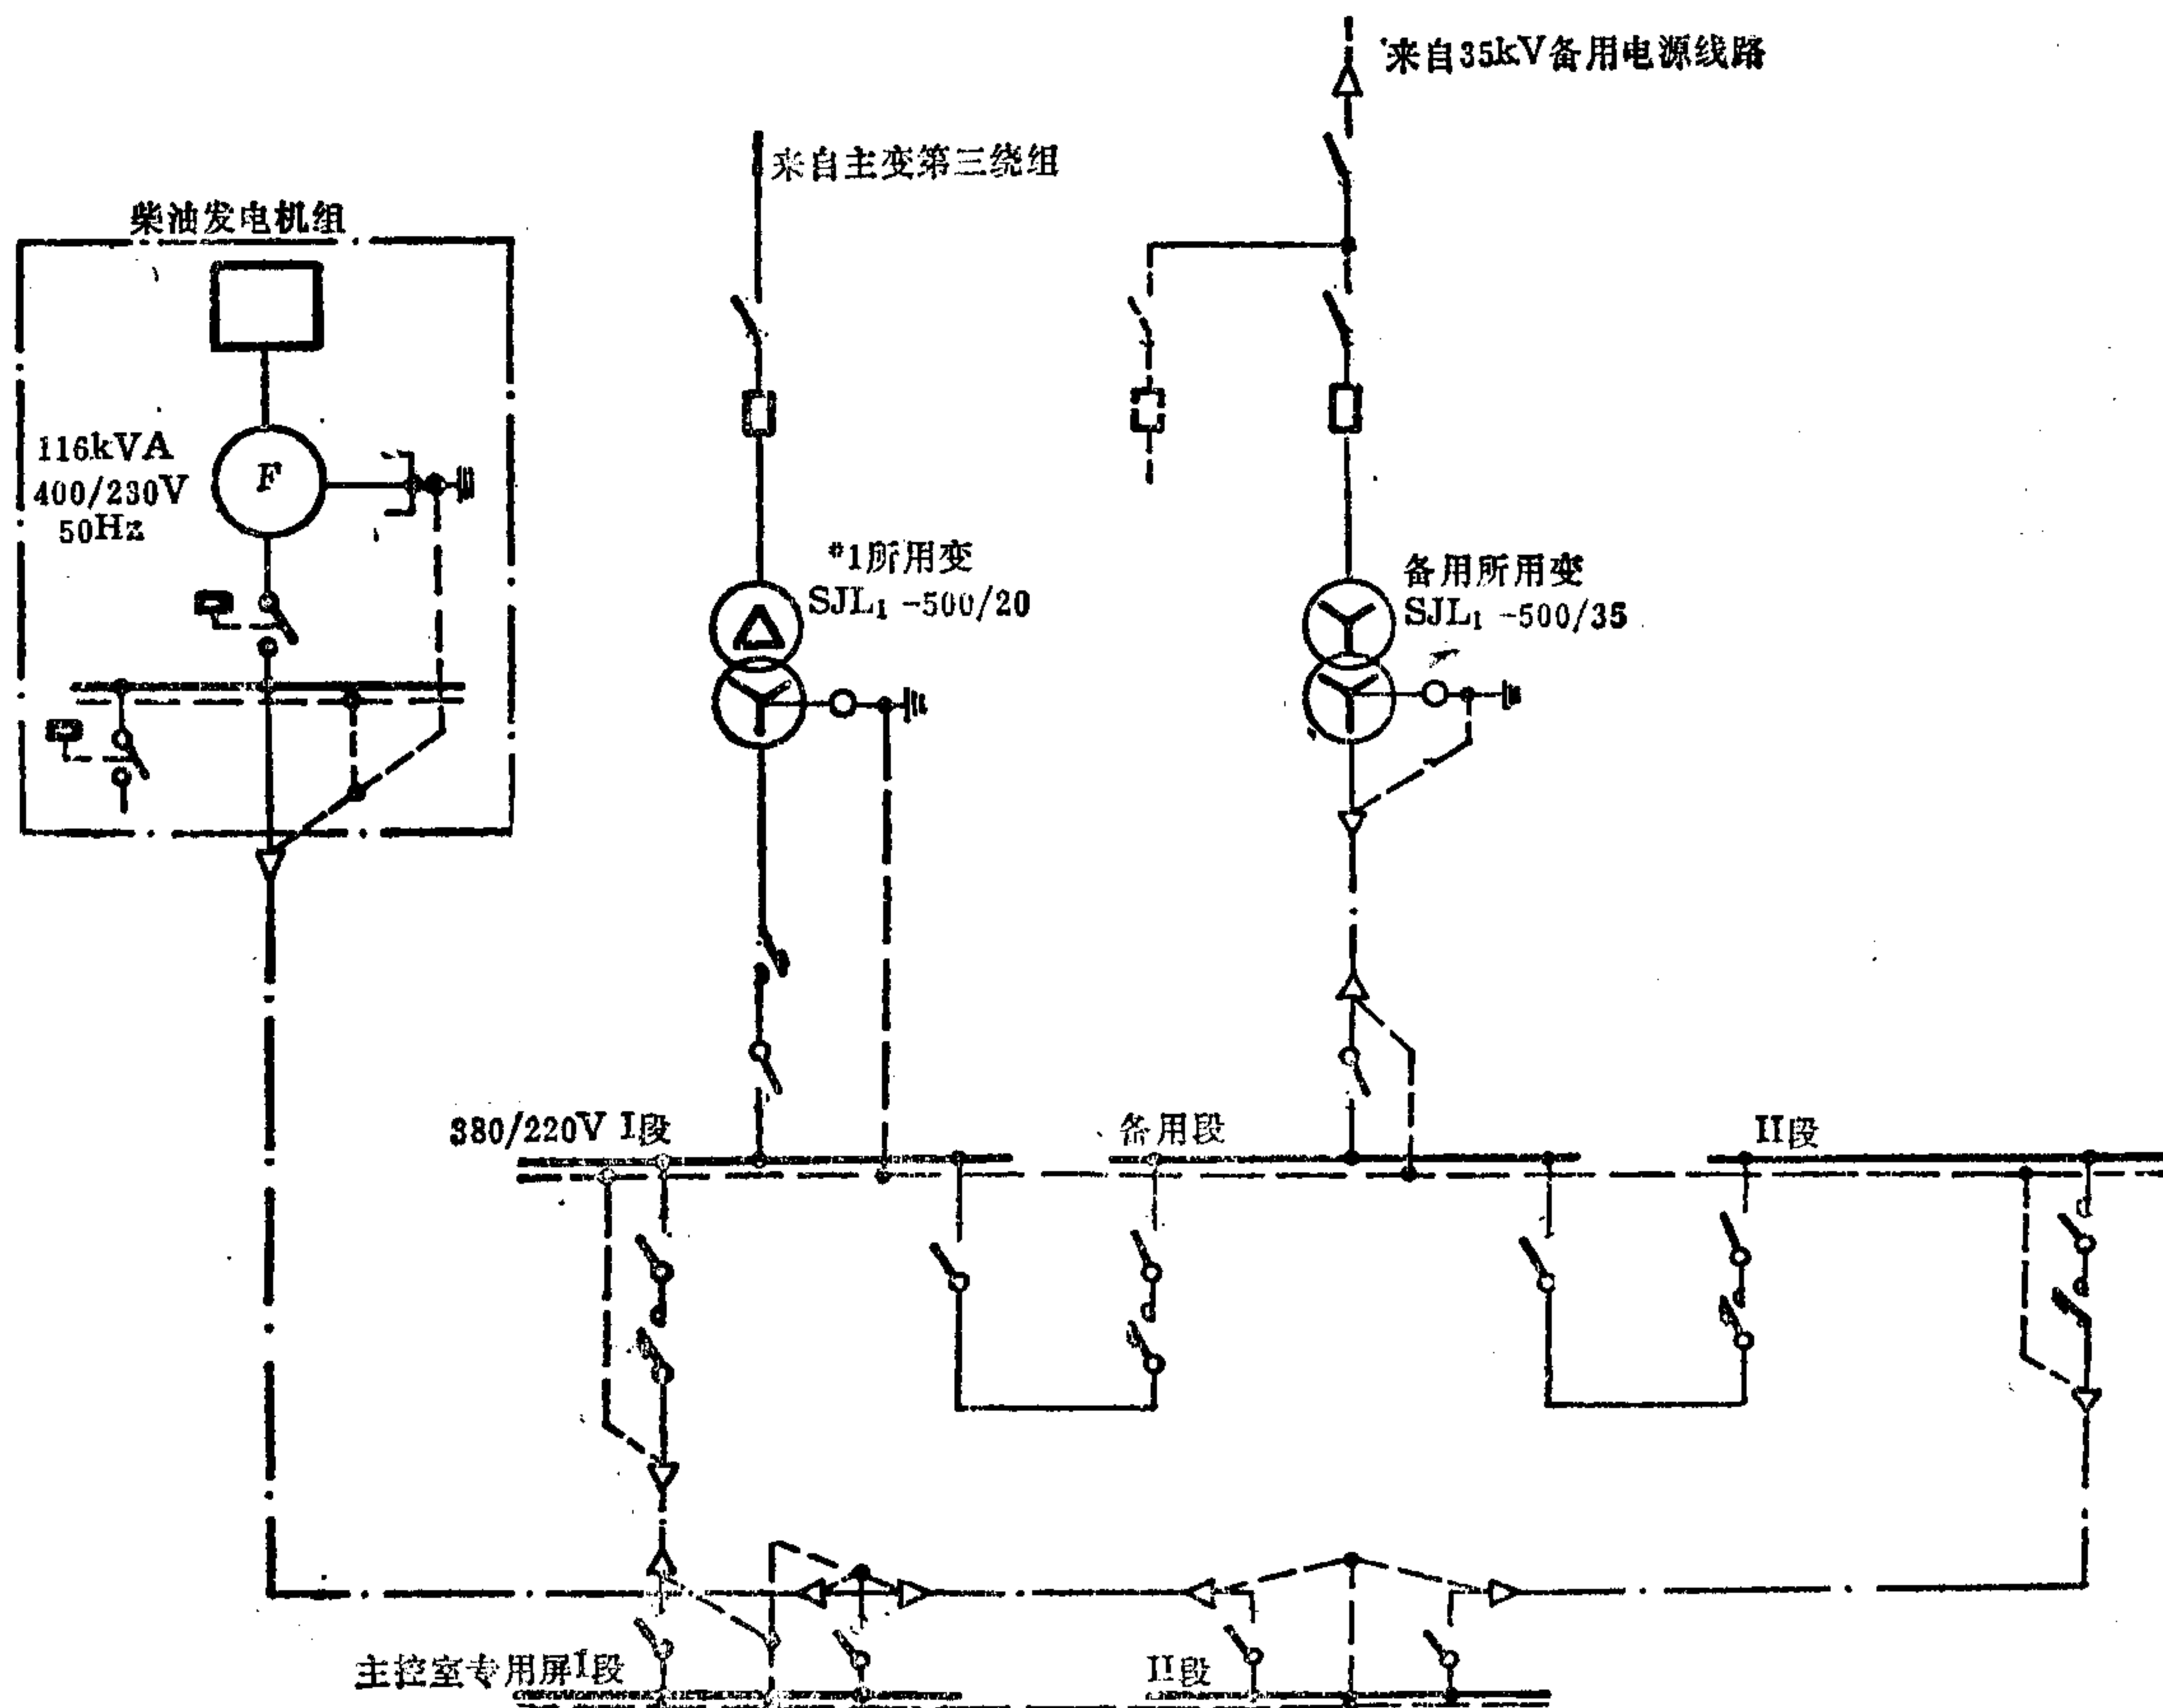 来自35kV备用电源线路
来自主变第三绕组
柴油发电机组
116kVA
400/230V
50Hz
F
#1所用变
SJL₁-500/20
备用所用变
SJL₁-500/35
380/220V I段
备用段
II段
主控室专用屏I段
II段